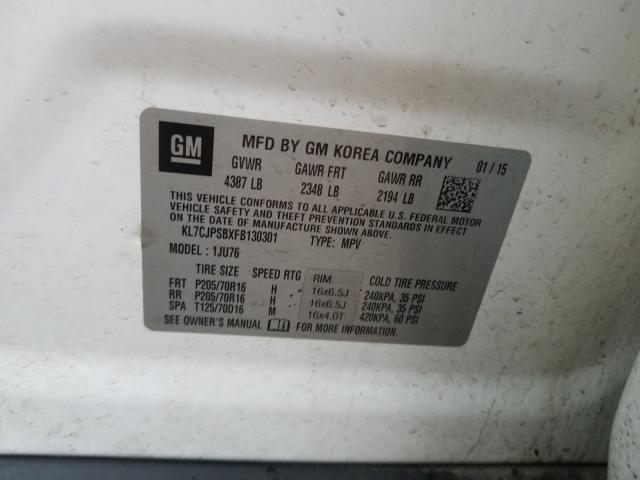 GM
MFD BY GM KOREA COMPANY 01/15
GVWR GAWR FRT GAWR RR
4387 LB 2348 LB 2194 LB
THIS VEHICLE CONFORMS TO ALL APPLICABLE U.S. FEDERAL MOTOR
VEHICLE SAFETY AND THEFT PREVENTION STANDARDS IN EFFECT ON
THE DATE OF MANUFACTURE SHOWN ABOVE.
KL7CJPSBXFB130301 TYPE: MPV
MODEL: 1JU76
TIRE SIZE SPEED RTG RIM COLD TIRE PRESSURE
FRT P205/70R16 H 16x6.5J 240KPA, 35 PSI
RR P205/70R16 H 16x6.5J 240KPA, 35 PSI
SPA T125/70D16 M 16x4.0T 420KPA, 60 PSI
SEE OWNER'S MANUAL FOR MORE INFORMATION.